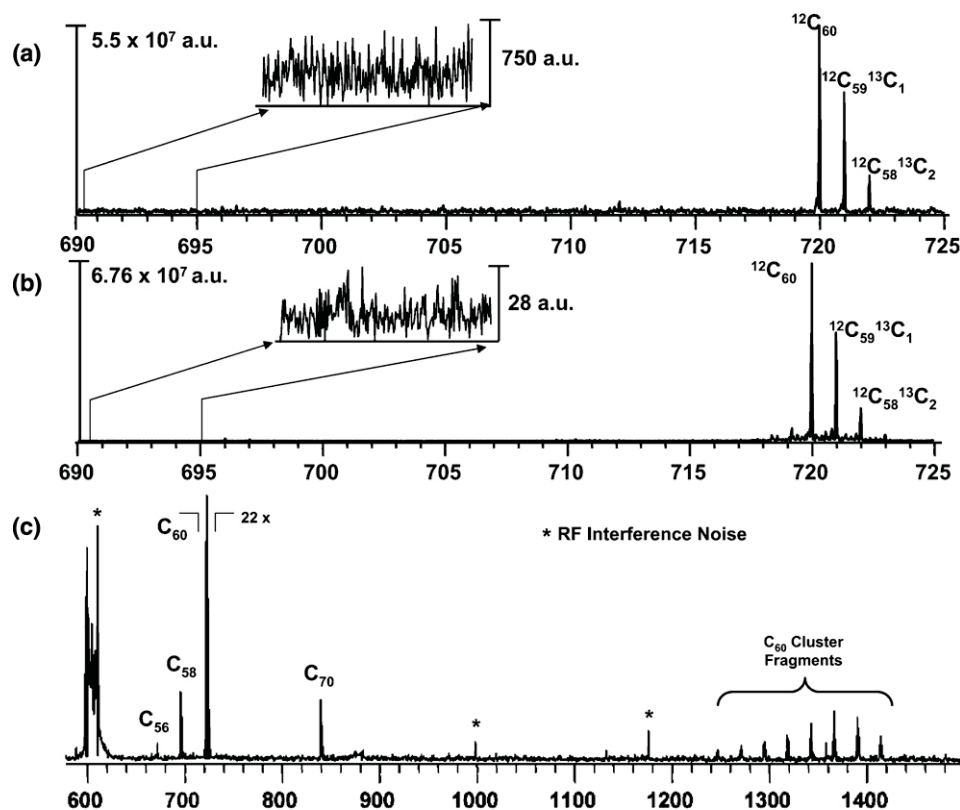 (a)
5.5 x 10⁷ a.u.
750 a.u.
¹²C₆₀
¹²C₅₉¹³C₁
¹²C₅₈¹³C₂
690 695 700 705 710 715 720 725
(b)
6.76 x 10⁷ a.u.
28 a.u.
¹²C₆₀
¹²C₅₉¹³C₁
¹²C₅₈¹³C₂
690 695 700 706 710 715 720 725
(c)
*
C₆₀
22 x
* RF Interference Noise
C₅₆
C₅₈
C₇₀
*
*
C₆₀ Cluster
Fragments
600 700 800 900 1000 1100 1200 1300 1400